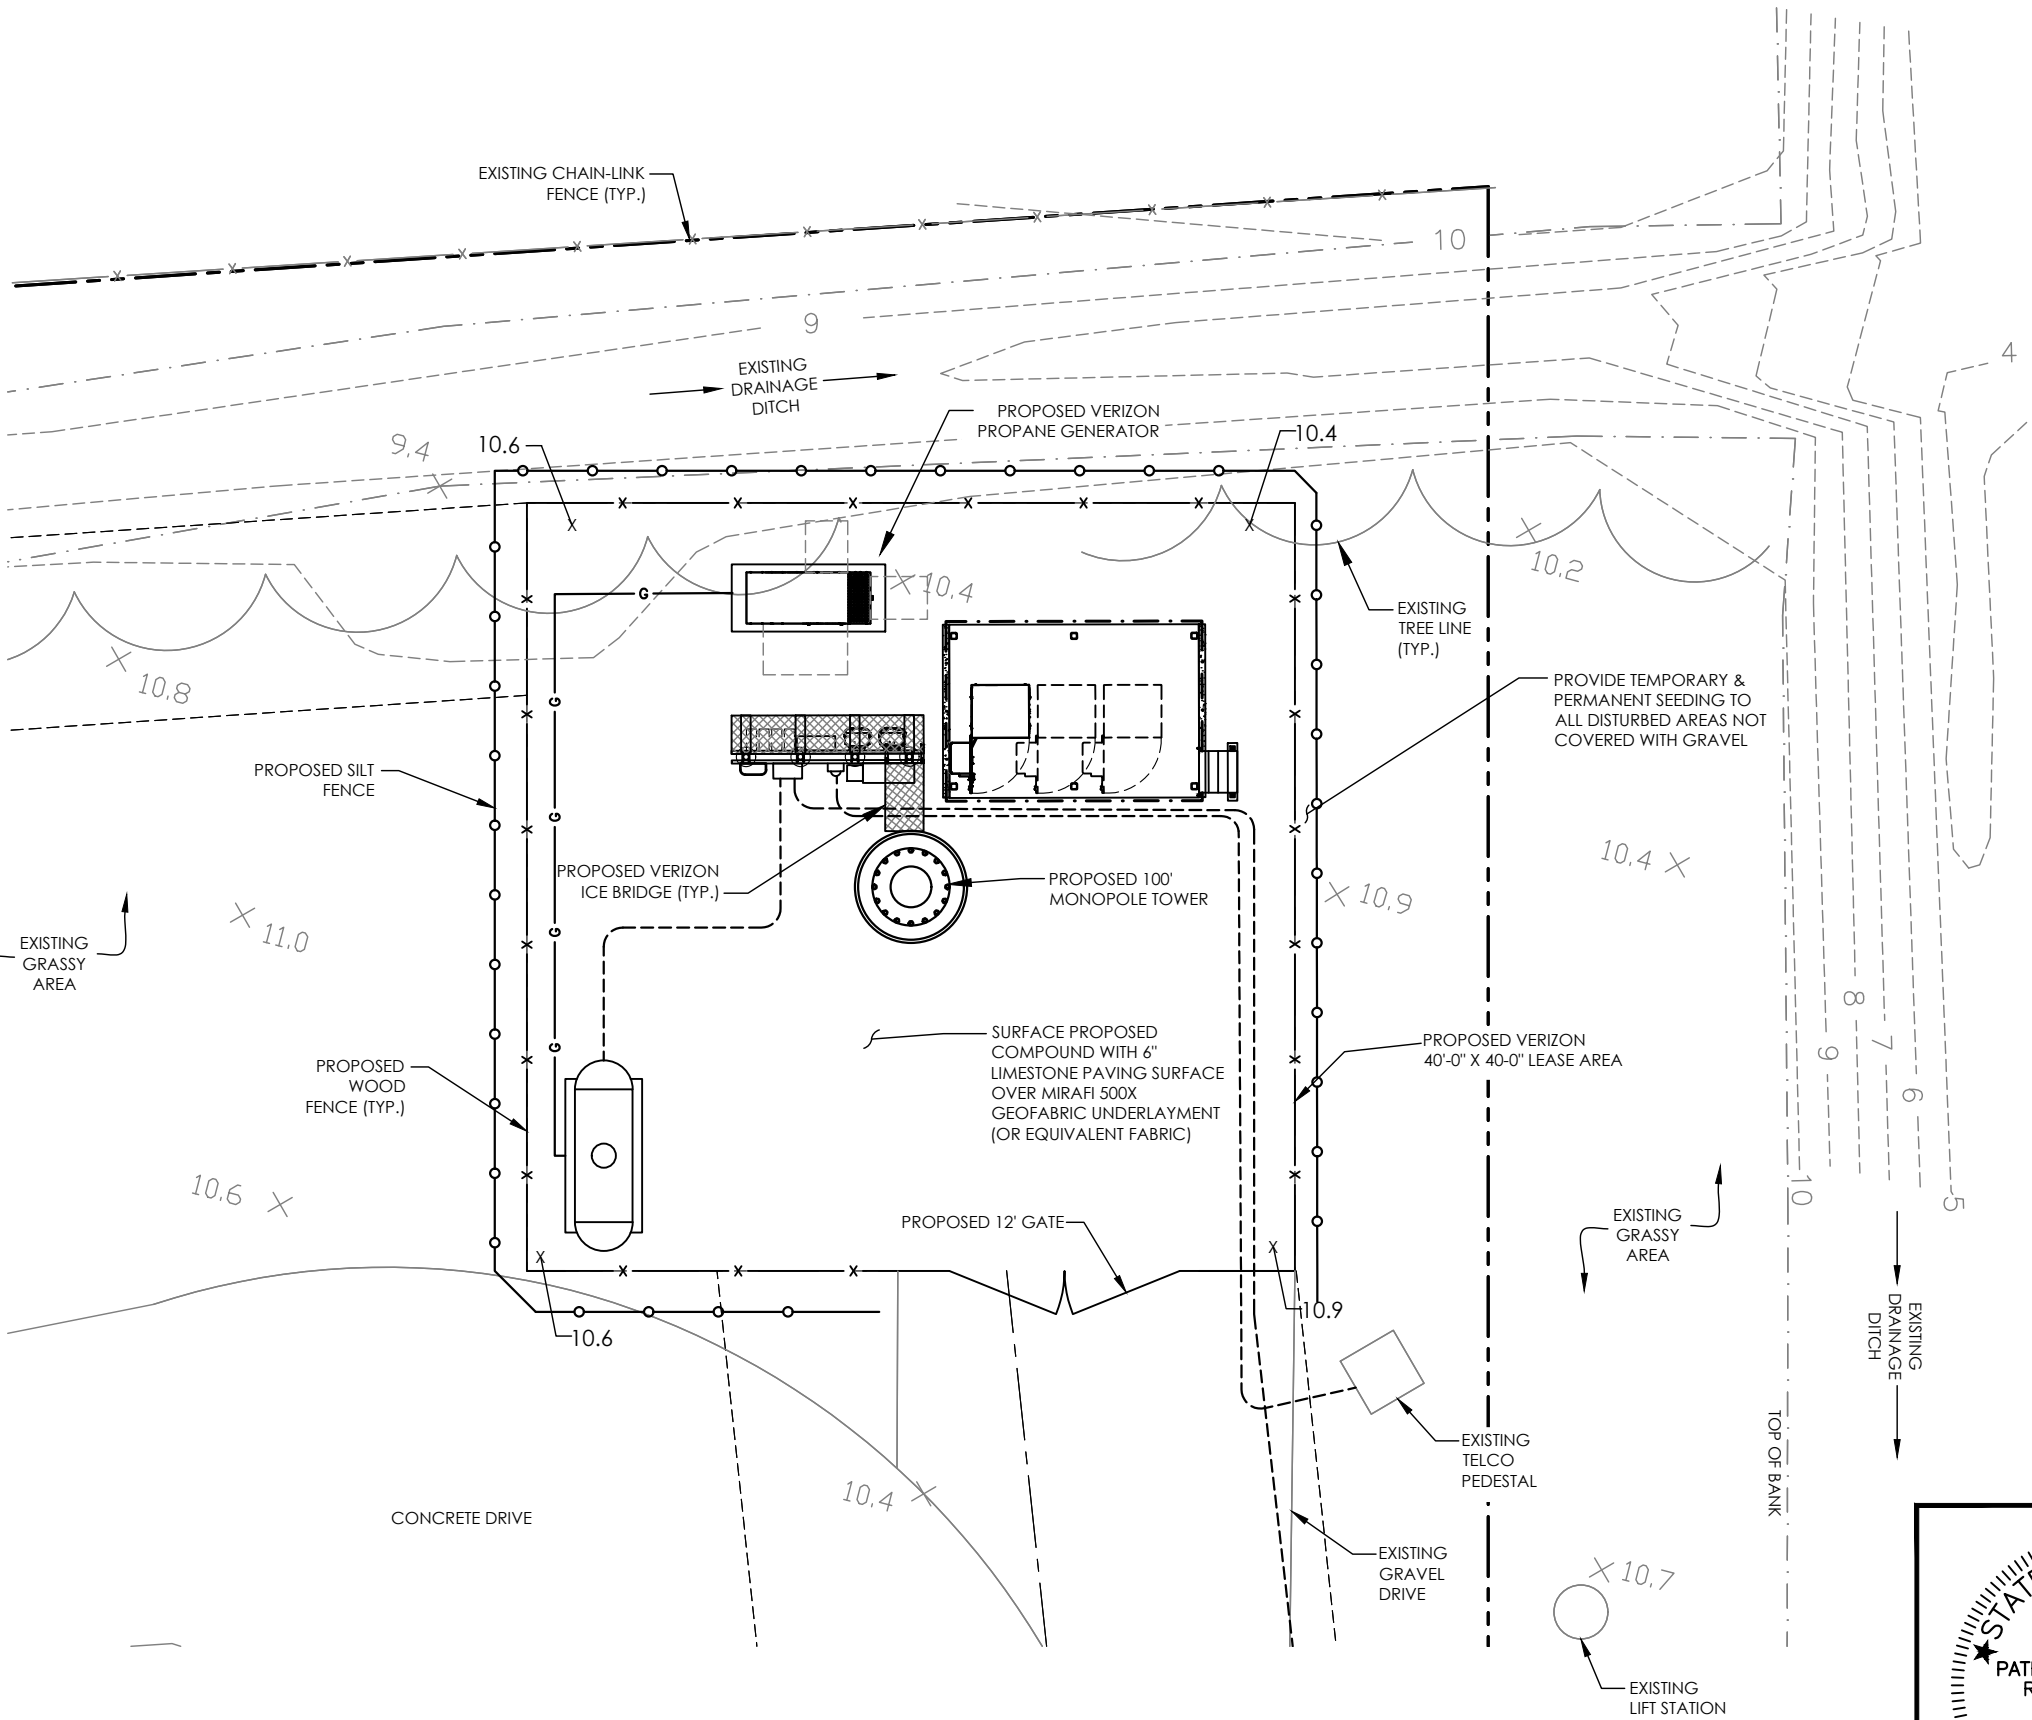 EXISTING CHAIN-LINK
FENCE (TYP.)
10
9
4
EXISTING
DRAINAGE
DITCH
PROPOSED VERIZON
PROPANE GENERATOR
10.6
10.4
9.4
10.2
10.4
EXISTING
TREE LINE
(TYP.)
10.8
G
PROVIDE TEMPORARY &
PERMANENT SEEDING TO
ALL DISTURBED AREAS NOT
COVERED WITH GRAVEL
G
PROPOSED SILT
FENCE
G
PROPOSED VERIZON
ICE BRIDGE (TYP.)
PROPOSED 100'
MONOPOLE TOWER
10.4
10.9
11.0
G
EXISTING
GRASSY
AREA
SURFACE PROPOSED
COMPOUND WITH 6"
LIMESTONE PAVING SURFACE
OVER MIRAFI 500X
GEOFABRIC UNDERLAYMENT
(OR EQUIVALENT FABRIC)
PROPOSED VERIZON
40'-0" X 40-0" LEASE AREA
G
PROPOSED
WOOD
FENCE (TYP.)
9
8
7
6
10
5
10.6
PROPOSED 12' GATE
EXISTING
GRASSY
AREA
10.6
10.9
EXISTING
DRAINAGE
DITCH
TOP OF BANK
EXISTING
TELCO
PEDESTAL
10.4
CONCRETE DRIVE
EXISTING
GRAVEL
DRIVE
10.7
EXISTING
LIFT STATION